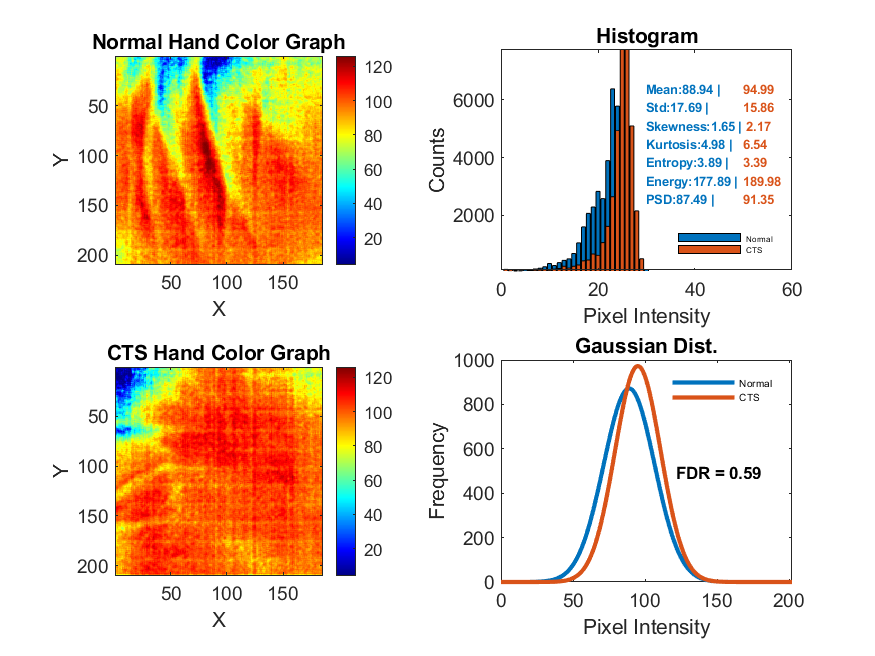 Normal Hand Color Graph
50
100
150
200
50
100
150
Y
X
120
100
80
60
40
20
Histogram
6000
4000
2000
0
20
40
60
Counts
Pixel Intensity
Mean:88.94 | 94.99
Std:17.69 | 15.86
Skewness:1.65 | 2.17
Kurtosis:4.98 | 6.54
Entropy:3.89 | 3.39
Energy:177.89 | 189.98
PSD:87.49 | 91.35
Normal
CTS
CTS Hand Color Graph
50
100
150
200
50
100
150
Y
X
120
100
80
60
40
20
Gaussian Dist.
1000
800
600
400
200
0
0
50
100
150
200
Frequency
Pixel Intensity
Normal
CTS
FDR = 0.59